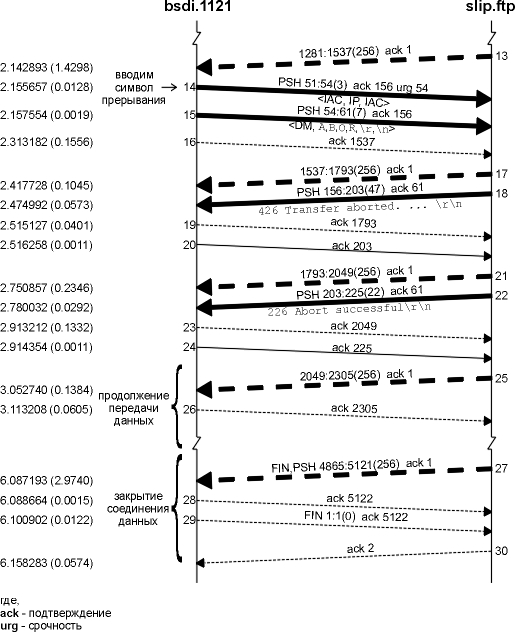 bsdi.1121 slip.ftp
1281:1537(256) ack 1 13
2.142893 (1.4298)
вводим
символ
прерывания
2.155657 (0.0128) 14 PSH 51:54(3) ack 156 urg 54
<IAC, IP, IAC>
2.157554 (0.0019) 15 PSH 54:61(7) ack 156
<DM, A,B,O,R,\r,\n>
2.313182 (0.1556) 16 ack 1537
1537:1793(256) ack 1 17
2.417728 (0.1045)
PSH 156:203(47) ack 61 18
2.474992 (0.0573)
426 Transfer aborted. ... \r\n
2.515127 (0.0401) 19 ack 1793
2.516258 (0.0011) 20 ack 203
1793:2049(256) ack 1 21
2.750857 (0.2346)
PSH 203:225(22) ack 61 22
2.780032 (0.0292)
226 Abort successful\r\n
2.913212 (0.1332) 23 ack 2049
2.914354 (0.0011) 24 ack 225
2049:2305(256) ack 1 25
3.052740 (0.1384)
продолжение
передачи
данных
3.113208 (0.0605) 26 ack 2305
FIN,PSH 4865:5121(256) ack 1 27
6.087193 (2.9740)
закрытие
соединения
данных
6.088664 (0.0015) 28 ack 5122
6.100902 (0.0122) 29 FIN 1:1(0) ack 5122
ack 2 30
6.158283 (0.0574)
где,
ack - подтверждение
urg - срочность